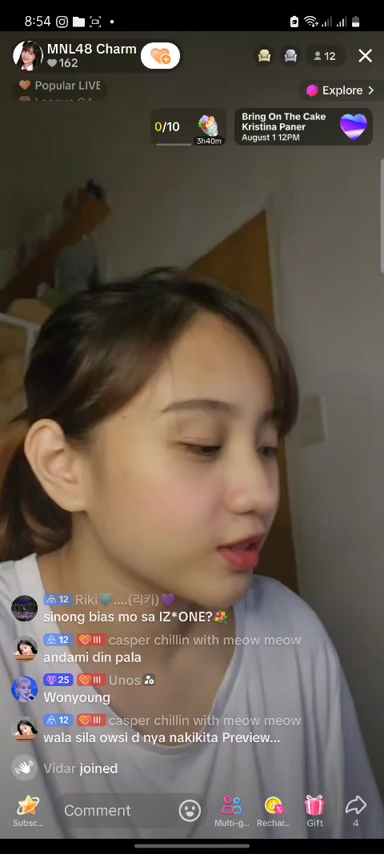 8:54
MNL48 Charm
162
12
Popular LIVE
Explore >
0/10
3h40m
Bring On The Cake
Kristina Paner
August 1 12PM
12 Riki....(리키)
sinong bias mo sa IZ*ONE?
12 III casper chillin with meow meow
andami din pala
25 III Unos
Wonyoung
12 III casper chillin with meow meow
wala sila owsi d nya nakikita Preview...
Vidar joined
Comment
Subsc...
Multi-g...
Rechar...
Gift
4